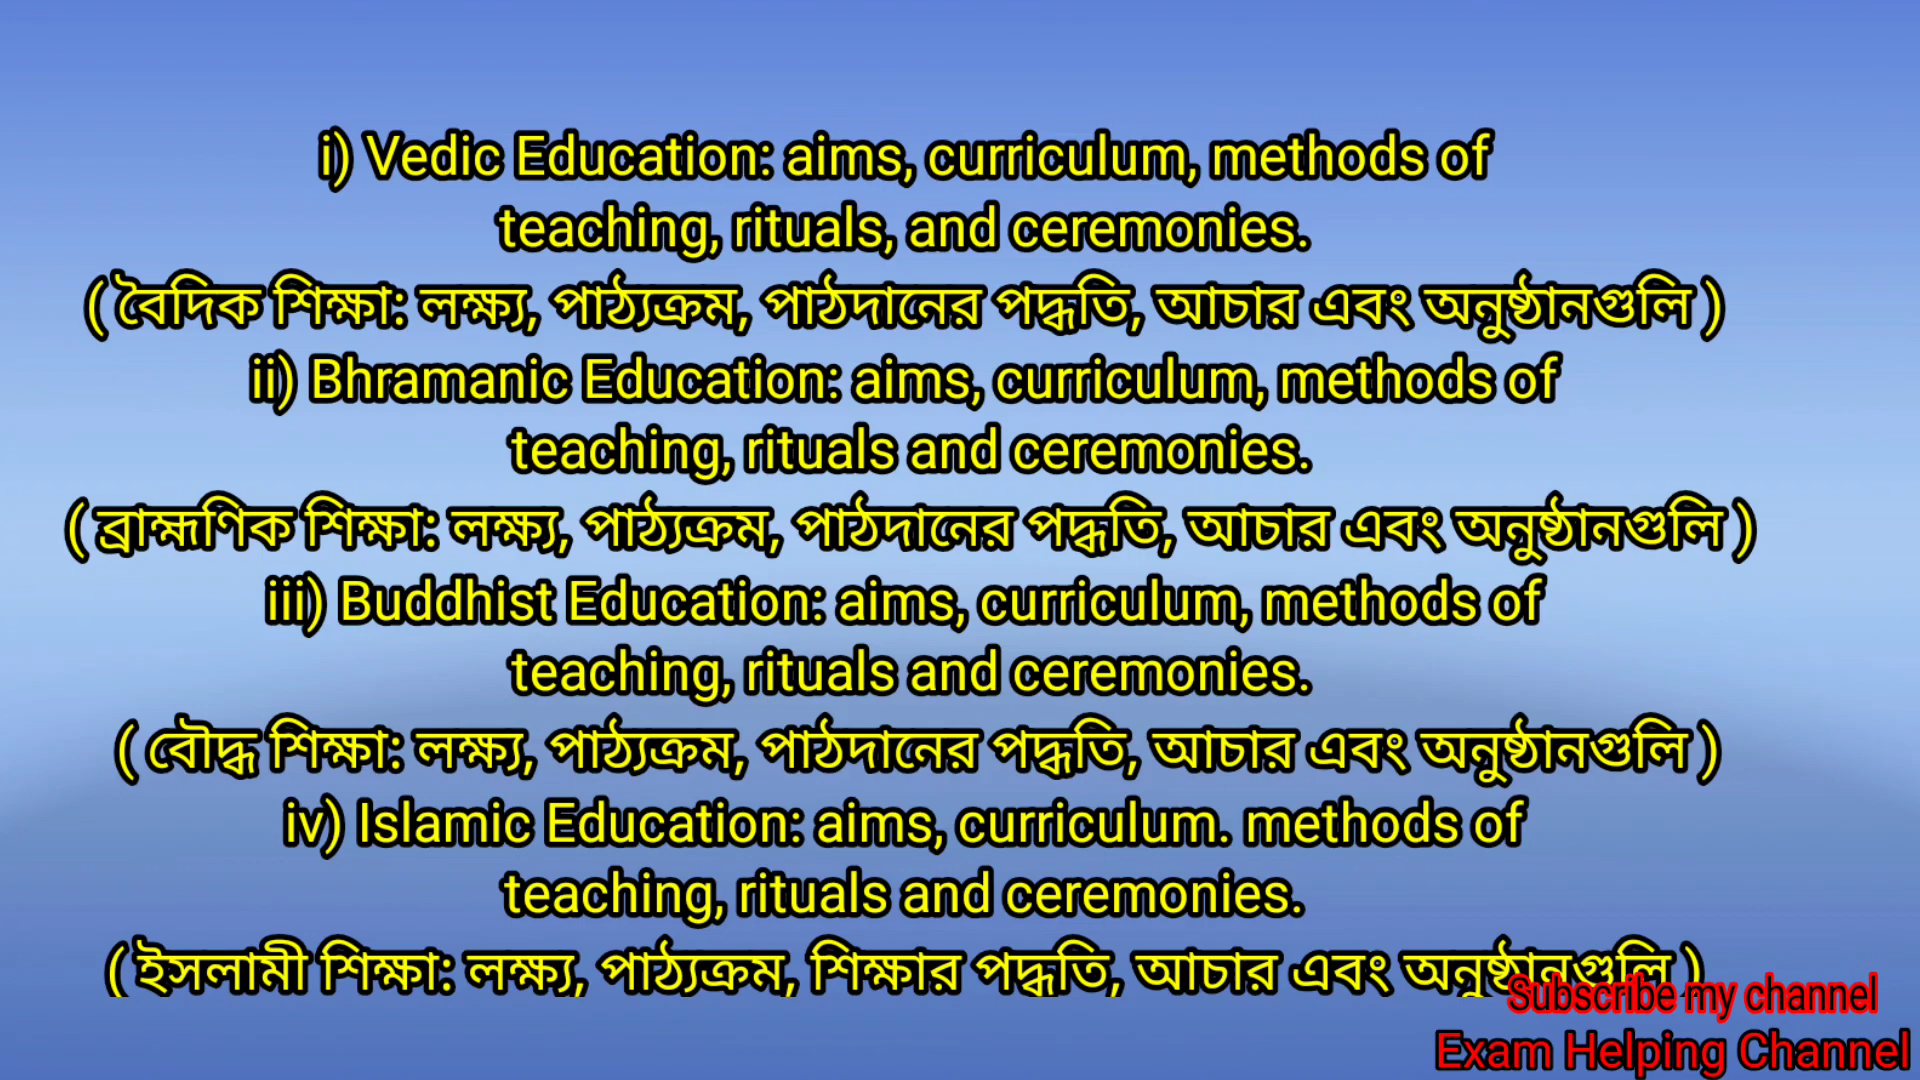 i) Vedic Education: aims, curriculum, methods of
teaching, rituals, and ceremonies.
( বৈদিক শিক্ষা: লক্ষ্য, পাঠ্যক্রম, পাঠদানের পদ্ধতি, আচার এবং অনুষ্ঠানগুলি )
ii) Bhramanic Education: aims, curriculum, methods of
teaching, rituals and ceremonies.
( ব্রাহ্মণিক শিক্ষা: লক্ষ্য, পাঠ্যক্রম, পাঠদানের পদ্ধতি, আচার এবং অনুষ্ঠানগুলি )
iii) Buddhist Education: aims, curriculum, methods of
teaching, rituals and ceremonies.
( বৌদ্ধ শিক্ষা: লক্ষ্য, পাঠ্যক্রম, পাঠদানের পদ্ধতি, আচার এবং অনুষ্ঠানগুলি )
iv) Islamic Education: aims, curriculum. methods of
teaching, rituals and ceremonies.
( ইসলামী শিক্ষা: লক্ষ্য, পাঠ্যক্রম, শিক্ষার পদ্ধতি, আচার এবং অনুষ্ঠানগুলি )
Subscribe my channel
Exam Helping Channel